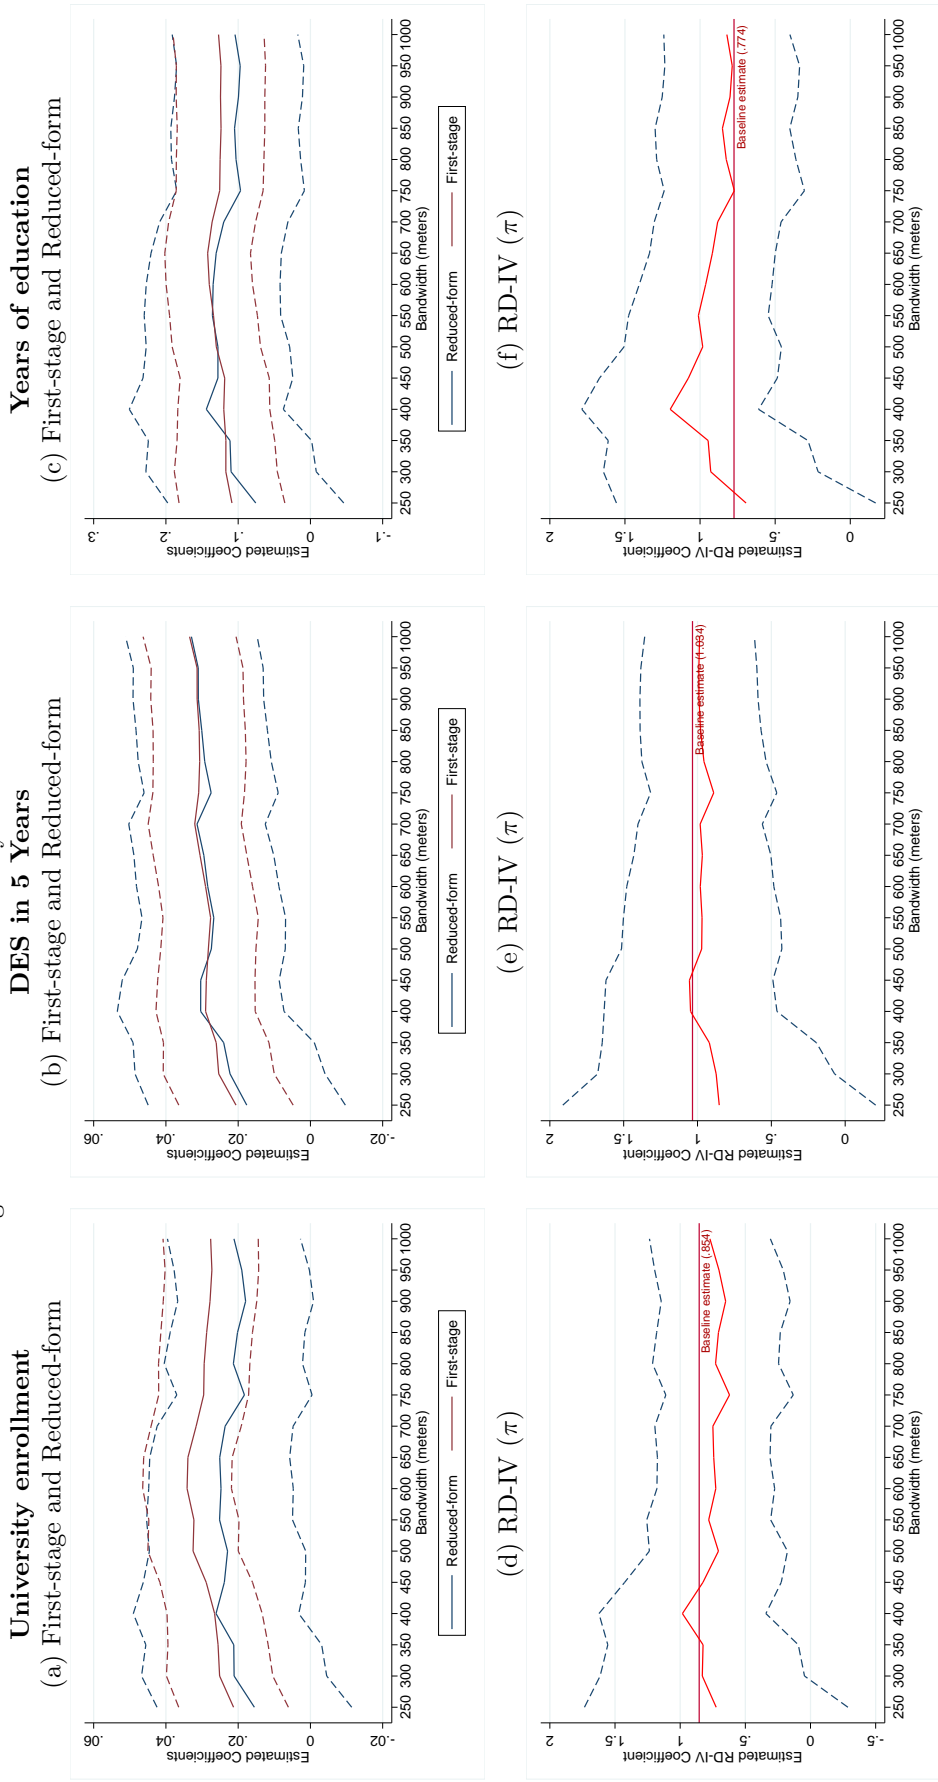 University enrollment
DES in 5 Years
Years of education
(a) First-stage and Reduced-form
(b) First-stage and Reduced-form
(c) First-stage and Reduced-form
Estimated Coefficients
-.02 0 .02 .04 .06
250 300 350 400 450 500 550 600 650 700 750 800 850 900 950 1000
Bandwidth (meters)
Reduced-form First-stage
Estimated Coefficients
-.02 0 .02 .04 .06
250 300 350 400 450 500 550 600 650 700 750 800 850 900 950 1000
Bandwidth (meters)
Reduced-form First-stage
Estimated Coefficients
-.1 0 .1 .2 .3
250 300 350 400 450 500 550 600 650 700 750 800 850 900 950 1000
Bandwidth (meters)
Reduced-form First-stage
(d) RD-IV (π)
(e) RD-IV (π)
(f) RD-IV (π)
Estimated RD-IV Coefficient
-.5 0 .5 1 1.5 2
Baseline estimate (.854)
250 300 350 400 450 500 550 600 650 700 750 800 850 900 950 1000
Bandwidth (meters)
Estimated RD-IV Coefficient
0 .5 1 1.5 2
Baseline estimate (1.034)
250 300 350 400 450 500 550 600 650 700 750 800 850 900 950 1000
Bandwidth (meters)
Estimated RD-IV Coefficient
0 .5 1 1.5 2
Baseline estimate (.774)
250 300 350 400 450 500 550 600 650 700 750 800 850 900 950 1000
Bandwidth (meters)